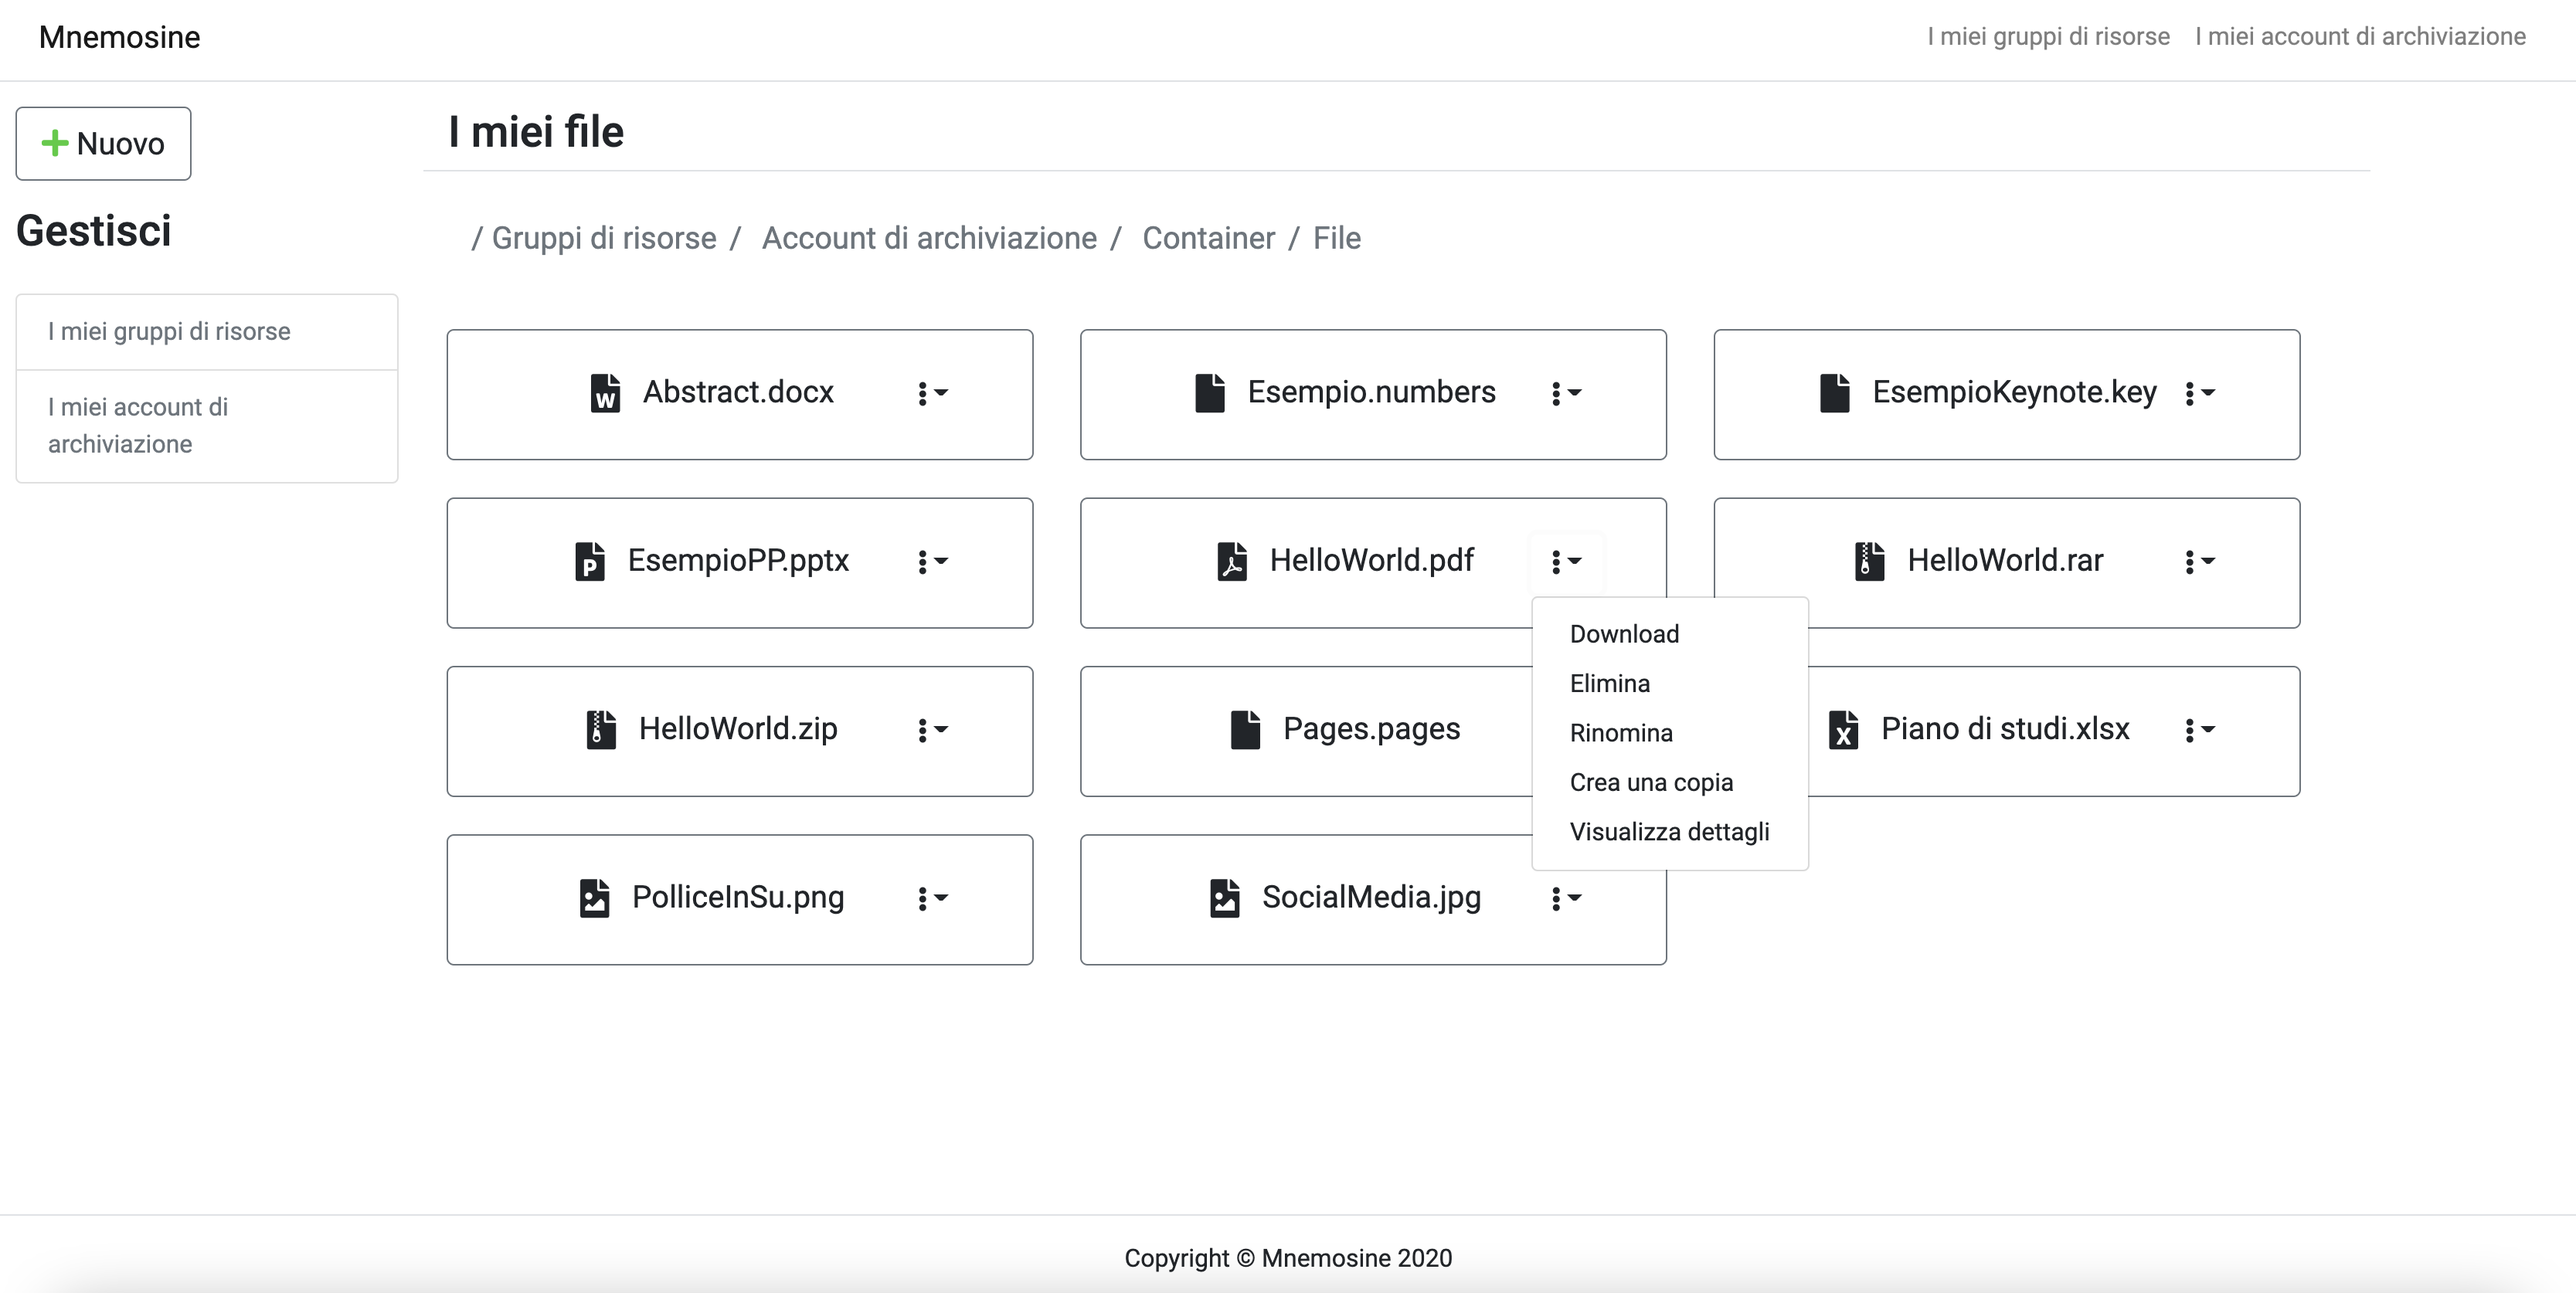 Mnemosine
I miei gruppi di risorse I miei account di archiviazione
Nuovo
Gestisci
I miei gruppi di risorse
I miei account di
archiviazione
I miei file
/ Gruppi di risorse / Account di archiviazione / Container / File
Abstract.docx
Esempio.numbers
EsempioKeynote.key
EsempioPP.pptx
HelloWorld.pdf
HelloWorld.rar
Download
Elimina
Rinomina
Crea una copia
Visualizza dettagli
HelloWorld.zip
Pages.pages
Piano di studi.xlsx
PolliceInSu.png
SocialMedia.jpg
Copyright © Mnemosine 2020